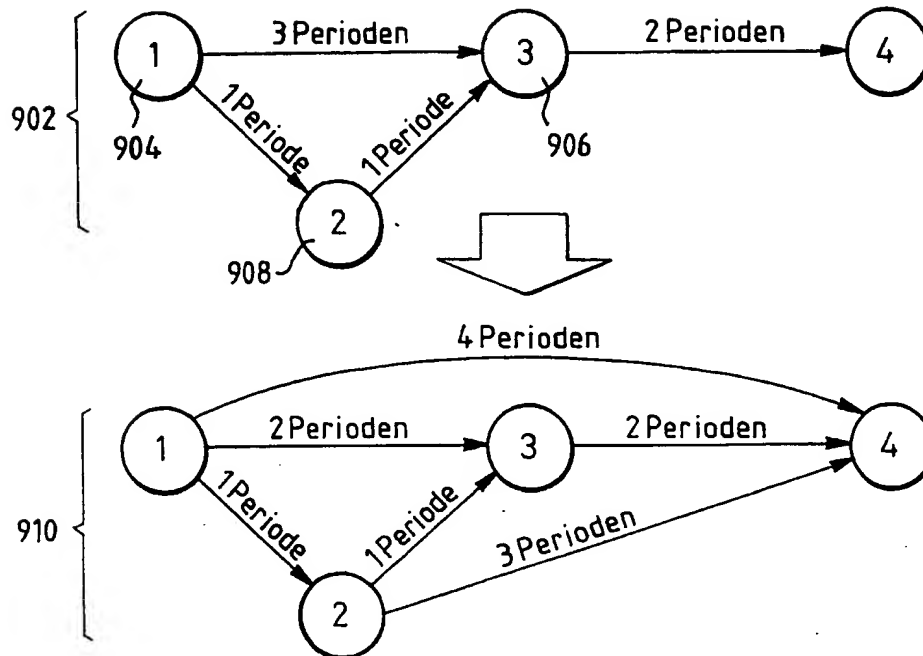 1
3 Perioden
3
2 Perioden
4
902
904
1 Periode
1 Periode
906
2
908
4 Perioden
1
2 Perioden
3
2 Perioden
4
910
1 Periode
1 Periode
3 Perioden
2